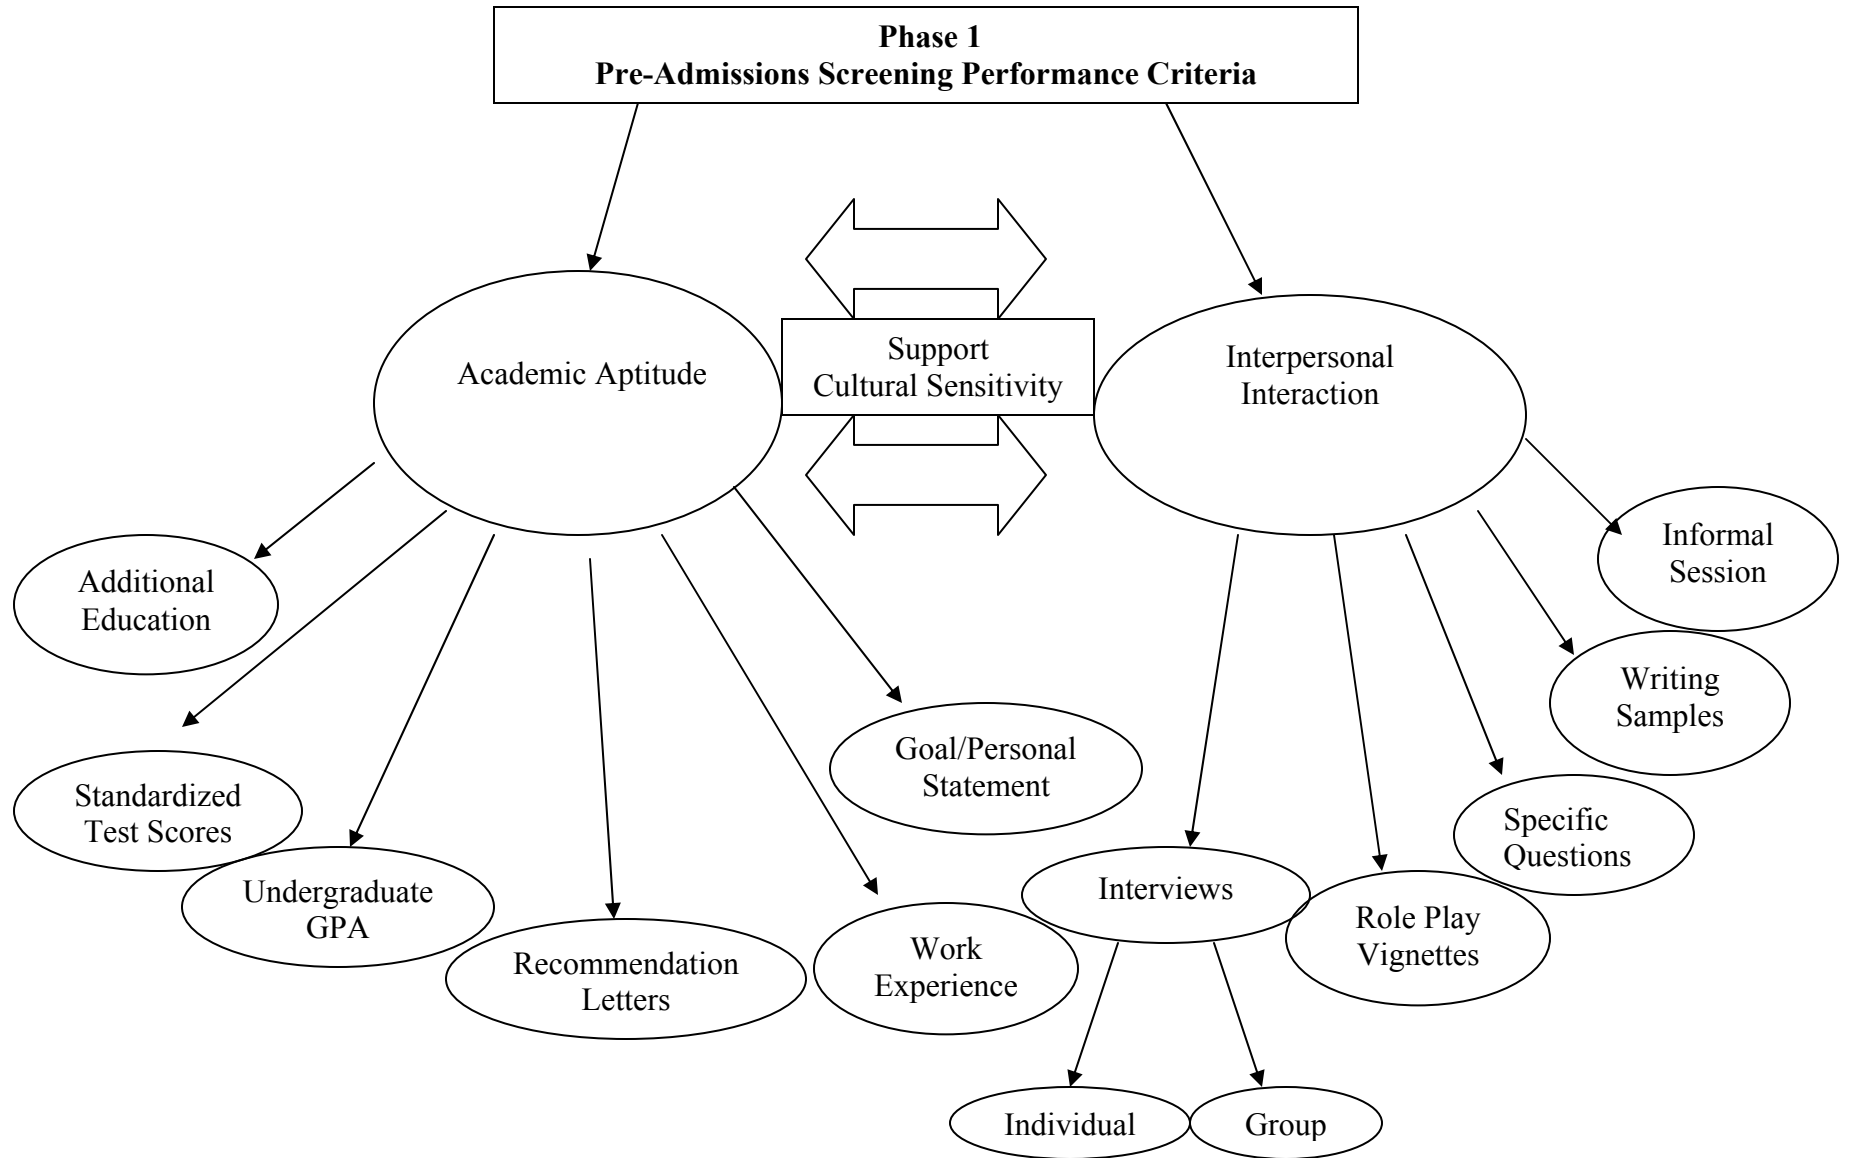 Phase 1
Pre-Admissions Screening Performance Criteria
Support
Cultural Sensitivity
Academic Aptitude
Interpersonal
Interaction
Additional
Education
Standardized
Test Scores
Undergraduate
GPA
Recommendation
Letters
Work
Experience
Goal/Personal
Statement
Interviews
Individual
Group
Role Play
Vignettes
Specific
Questions
Writing
Samples
Informal
Session